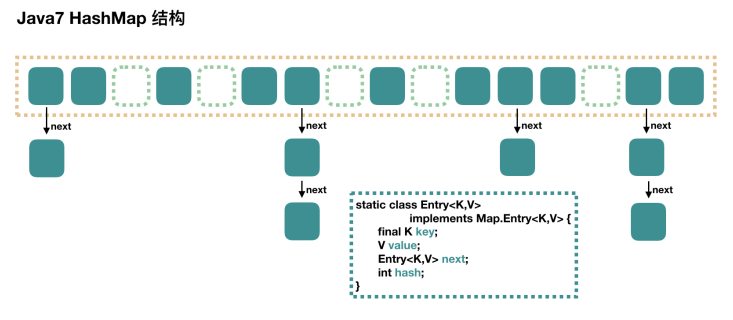 Java7 HashMap 结构
next
next
next
next
next
next
static class Entry<K,V>
implements Map.Entry<K,V> {
final K key;
V value;
Entry<K,V> next;
int hash;
}